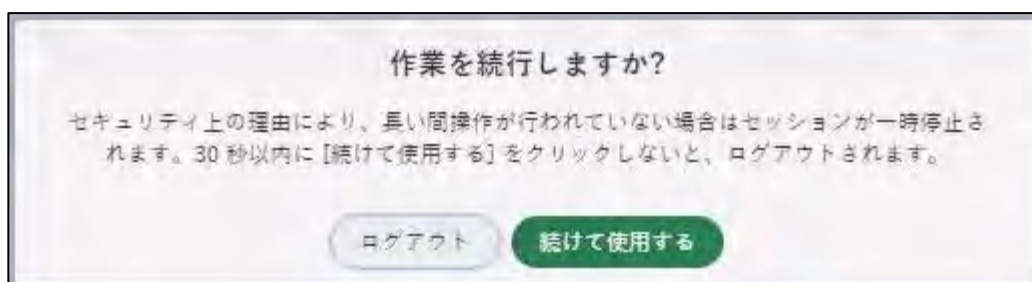 作業を続行しますか?
セキュリティ上の理由により、長い間操作が行われていない場合はセッションが一時停止さ
れます。30 秒以内に [続けて使用する] をクリックしないと、ログアウトされます。
ログアウト
続けて使用する